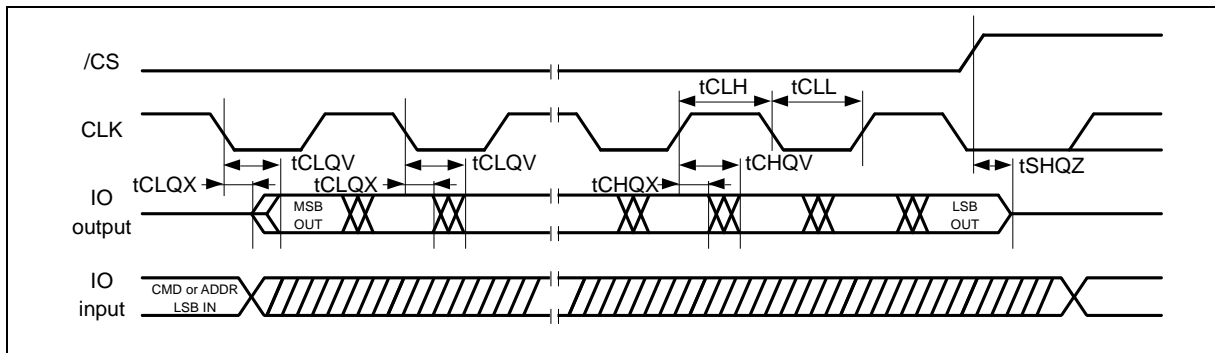 /CS
tCLH
tCLL
CLK
tCLQV
tCLQV
tCHQV
tSHQZ
tCLQX
tCLQX
tCHQX
IO
output
MSB
OUT
LSB
OUT
IO
input
CMD or ADDR
LSB IN